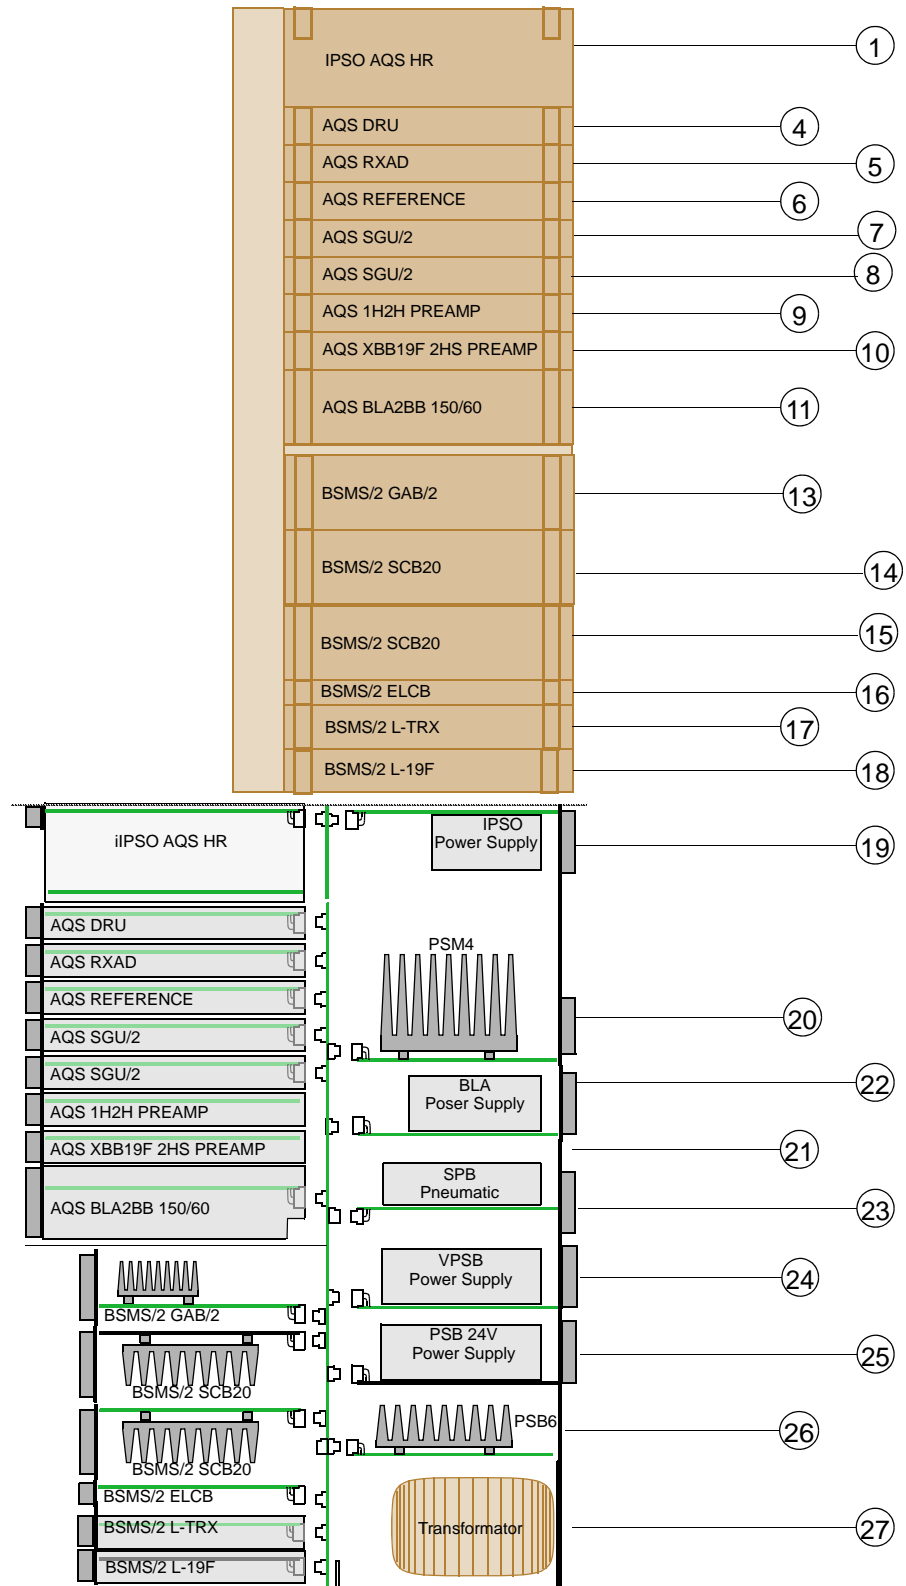 IPSO AQS HR
1
AQS DRU
4
AQS RXAD
5
AQS REFERENCE
6
AQS SGU/2
7
AQS SGU/2
8
AQS 1H2H PREAMP
9
AQS XBB19F 2HS PREAMP
10
AQS BLA2BB 150/60
11
BSMS/2 GAB/2
13
BSMS/2 SCB20
14
BSMS/2 SCB20
15
BSMS/2 ELCB
16
BSMS/2 L-TRX
17
BSMS/2 L-19F
18
iIPSO AQS HR
IPSO
Power Supply
19
AQS DRU
AQS RXAD
PSM4
AQS REFERENCE
20
AQS SGU/2
AQS SGU/2
BLA
Poser Supply
22
AQS 1H2H PREAMP
AQS XBB19F 2HS PREAMP
21
SPB
Pneumatic
AQS BLA2BB 150/60
23
VPSB
Power Supply
24
BSMS/2 GAB/2
PSB 24V
Power Supply
25
BSMS/2 SCB20
PSB6
26
BSMS/2 SCB20
BSMS/2 ELCB
BSMS/2 L-TRX
Transformator
27
BSMS/2 L-19F